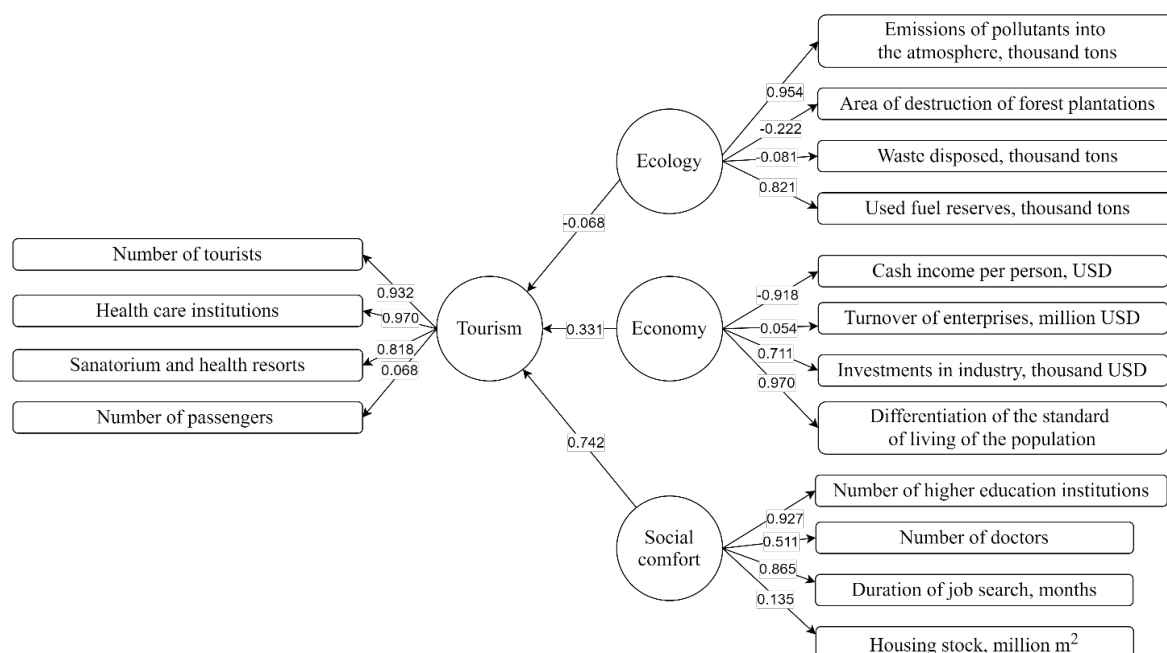 Emissions of pollutants into
the atmosphere, thousand tons
0.954
Area of destruction of forest plantations
-0.222
Ecology
-0.081
Waste disposed, thousand tons
0.821
Used fuel reserves, thousand tons
-0.068
Number of tourists
0.932
Health care institutions
0.970
Tourism
Sanatorium and health resorts
0.818
0.068
Number of passengers
0.331
Economy
Cash income per person, USD
-0.918
Turnover of enterprises, million USD
0.054
0.711
Investments in industry, thousand USD
0.970
Differentiation of the standard
of living of the population
0.742
Social
comfort
Number of higher education institutions
0.927
Number of doctors
0.511
0.865
Duration of job search, months
0.135
Housing stock, million m²